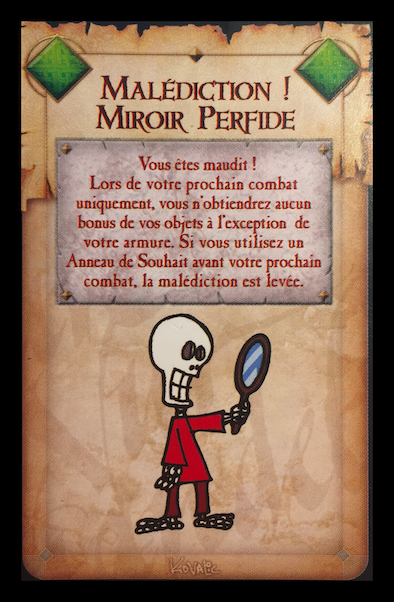 Malédiction !
Miroir Perfide
Vous êtes maudit !
Lors de votre prochain combat
uniquement, vous n'obtiendrez aucun
bonus de vos objets à l'exception de
votre armure. Si vous utilisez un
Anneau de Souhait avant votre prochain
combat, la malédiction est levée.
Kovalic